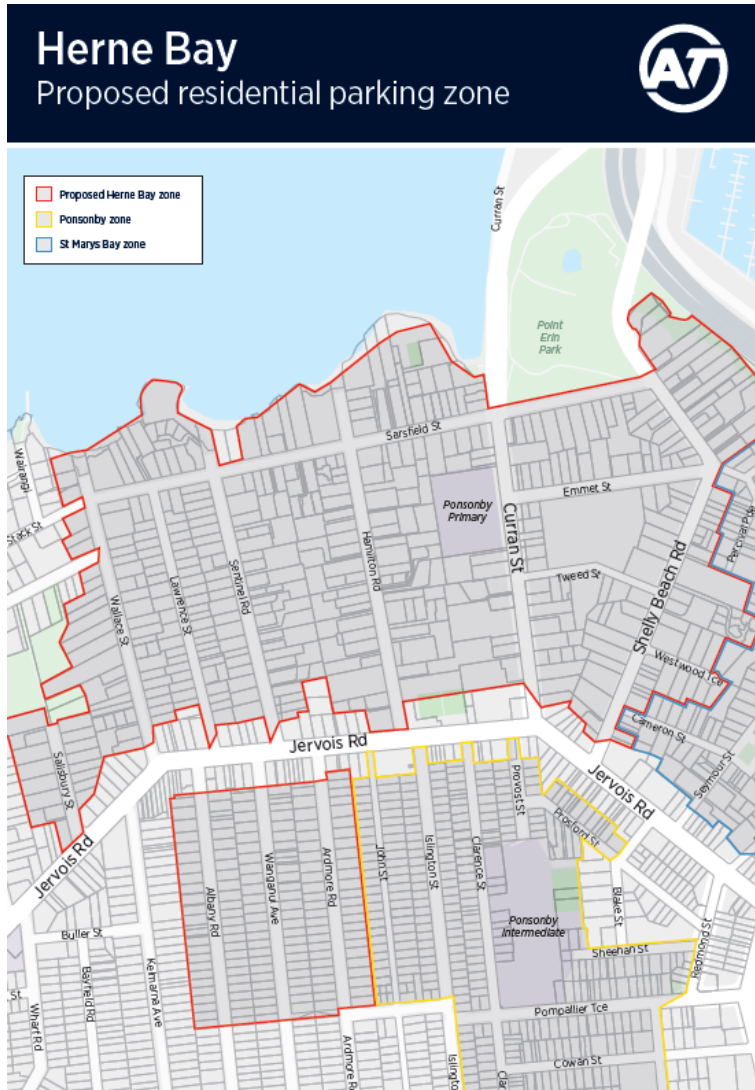 Herne Bay
Proposed residential parking zone
AT
Proposed Herne Bay zone
Ponsonby zone
St Marys Bay zone
Curran St
Point
Erin
Park
Sarsfield St
Wairangi
Stack St
Ponsonby
Primary
Curran St
Emmet St
Percival Pde
Hamilton Rd
Sentinel Rd
Lawrence St
Wallace St
Tweed St
Shelly Beach Rd
Westwood Tce
Cameron St
Seymour St
Salisbury St
Jervois Rd
Jervois Rd
Jervois Rd
Provost St
Prosford St
John St
Islington St
Clarence St
Ardmore Rd
Wanganui Ave
Albany Rd
Blake St
Ponsonby
Intermediate
Redmond St
Buller St
Sheehan St
Kelmarna Ave
Bayfield Rd
St
Wharf Rd
Pompallier Tce
Ardmore Rd
Islington
Cowan St